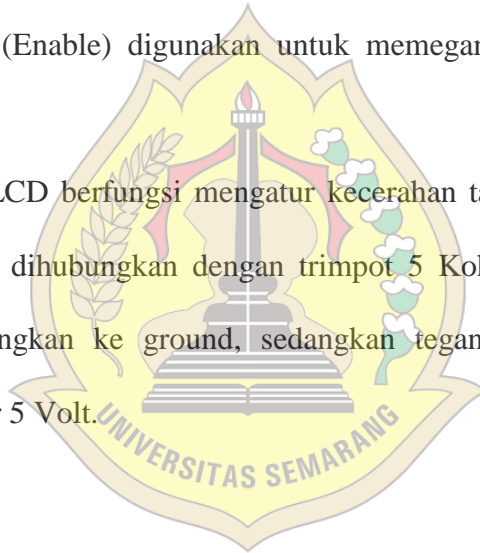 (Enable) digunakan untuk memegan
LCD berfungsi mengatur kecerahan ta
dihubungkan dengan trimpot 5 Kol
ngkan ke ground, sedangkan tegan
5 Volt.
UNIVERSITAS SEMARANG